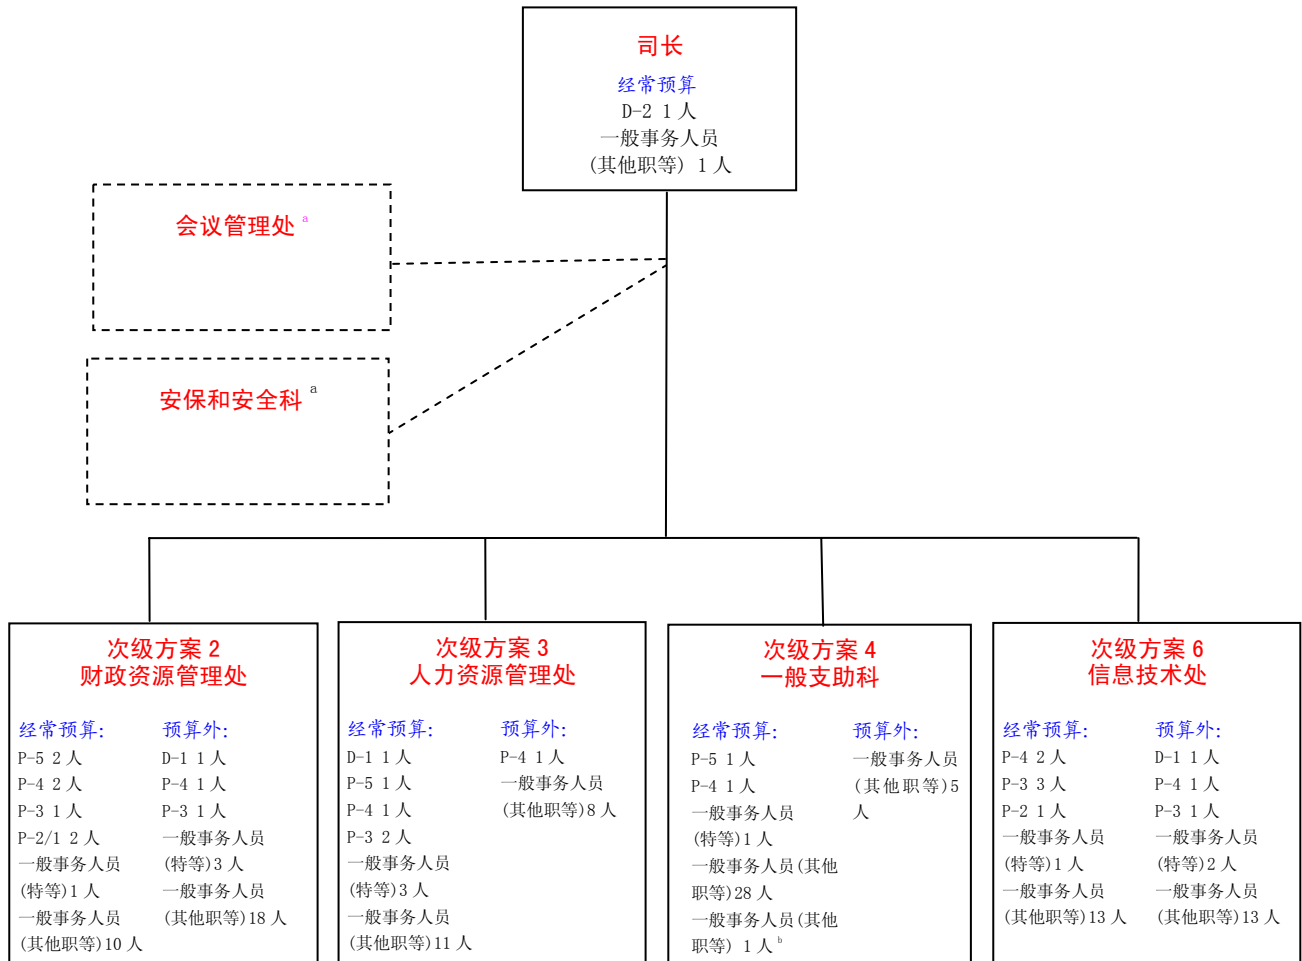 司长
经常预算
D-2 1 人
一般事务人员
(其他职等) 1 人
会议管理处 a
安保和安全科 a
次级方案 2
财政资源管理处
经常预算:
P-5 2 人
P-4 2 人
P-3 1 人
P-2/1 2 人
一般事务人员
(特等)1 人
一般事务人员
(其他职等)10 人
预算外:
D-1 1 人
P-4 1 人
P-3 1 人
一般事务人员
(特等)3 人
一般事务人员
(其他职等)18 人
次级方案 3
人力资源管理处
经常预算:
D-1 1 人
P-5 1 人
P-4 1 人
P-3 2 人
一般事务人员
(特等)3 人
一般事务人员
(其他职等)11 人
预算外:
P-4 1 人
一般事务人员
(其他职等)8 人
次级方案 4
一般支助科
经常预算:
P-5 1 人
P-4 1 人
一般事务人员
(特等)1 人
一般事务人员(其他
职等)28 人
一般事务人员(其他
职等) 1 人 b
预算外:
一般事务人员
(其他职等)5
人
次级方案 6
信息技术处
经常预算:
P-4 2 人
P-3 3 人
P-2 1 人
一般事务人员
(特等)1 人
一般事务人员
(其他职等)13 人
预算外:
D-1 1 人
P-4 1 人
P-3 1 人
一般事务人员
(特等)2 人
一般事务人员
(其他职等)13 人